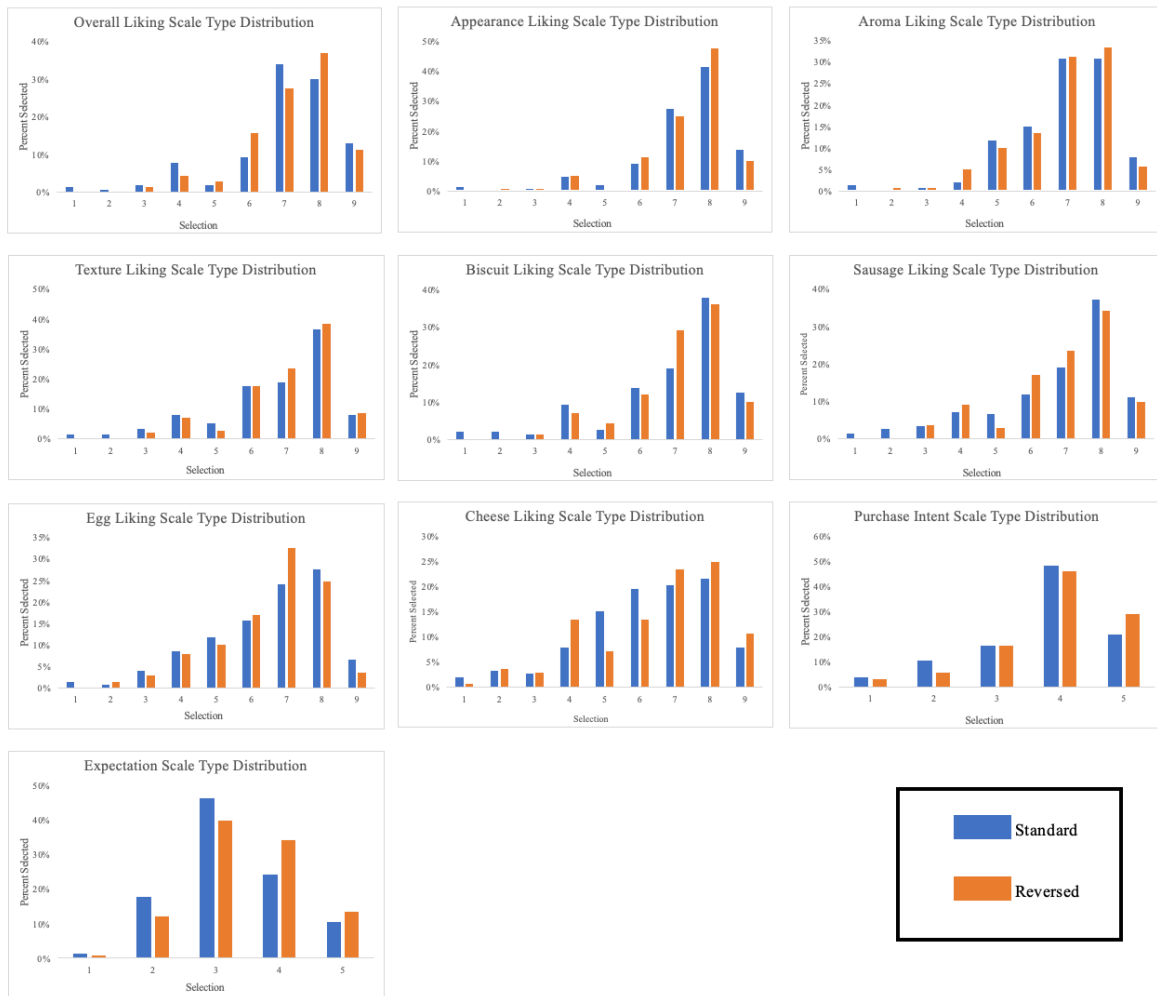 Overall Liking Scale Type Distribution
Percent Selected
40%
30%
10%
0%
1 2 3 4 5 6 7 8 9
Selection
Appearance Liking Scale Type Distribution
Percent Selected
50%
40%
30%
20%
10%
0%
1 2 3 4 5 6 7 8 9
Selection
Aroma Liking Scale Type Distribution
Percent Selected
35%
30%
25%
20%
15%
10%
5%
0%
1 2 3 4 5 6 7 8 9
Selection
Texture Liking Scale Type Distribution
Percent Selected
50%
40%
30%
20%
10%
0%
1 2 3 4 5 6 7 8 9
Selection
Biscuit Liking Scale Type Distribution
Percent Selected
40%
30%
20%
10%
0%
1 2 3 4 5 6 7 8 9
Selection
Sausage Liking Scale Type Distribution
Percent Selected
40%
30%
20%
10%
0%
1 2 3 4 5 6 7 8 9
Selection
Egg Liking Scale Type Distribution
Percent Selected
35%
30%
25%
20%
15%
10%
5%
0%
1 2 3 4 5 6 7 8 9
Selection
Cheese Liking Scale Type Distribution
Percent Selected
30%
25%
20%
15%
10%
5%
0%
1 2 3 4 5 6 7 8 9
Selection
Purchase Intent Scale Type Distribution
Percent Selected
60%
50%
40%
30%
20%
10%
0%
1 2 3 4 5
Selection
Expectation Scale Type Distribution
Percent Selected
50%
40%
30%
20%
10%
0%
1 2 3 4 5
Selection
Standard
Reversed